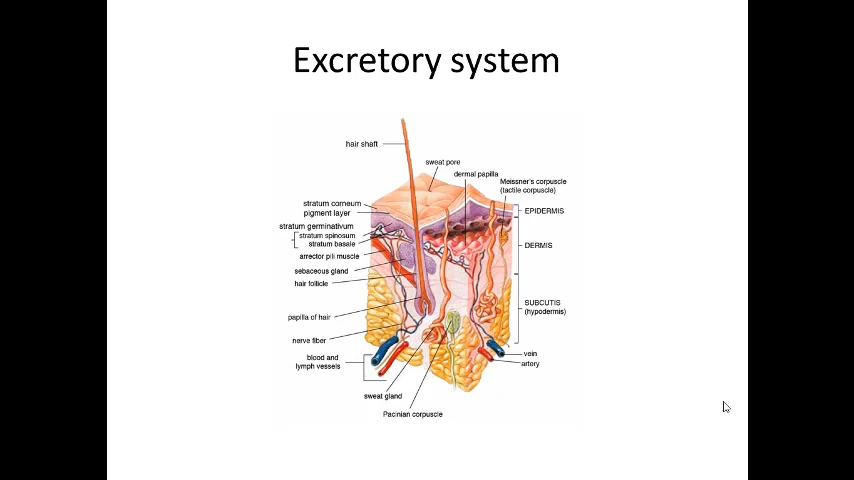 Excretory system
hair shaft
sweat pore
dermal papilla
Meissner's corpuscle
(tactile corpuscle)
stratum corneum
pigment layer
stratum germinativum
stratum spinosum
stratum basale
arrector pili muscle
sebaceous gland
hair follicle
papilla of hair
nerve fiber
blood and
lymph vessels
sweat gland
Pacinian corpuscle
EPIDERMIS
DERMIS
SUBCUTIS
(hypodermis)
vein
artery